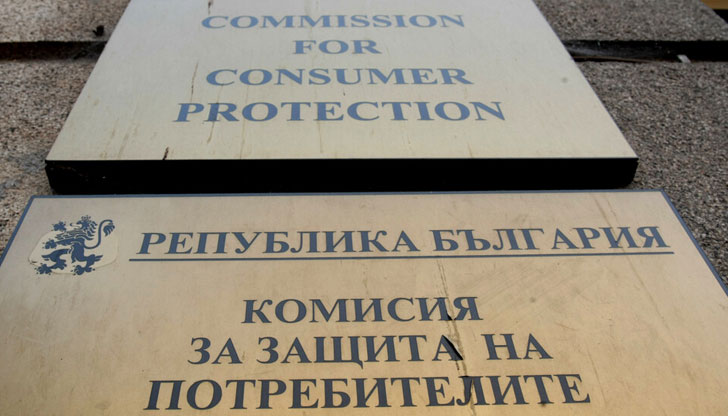 COMMISSION
FOR
CONSUMER
PROTECTION
РЕПУБЛИКА БЪЛГАРИЯ
КОМИСИЯ
ЗА ЗАЩИТА НА
ПОТРЕБИТЕЛИТЕ